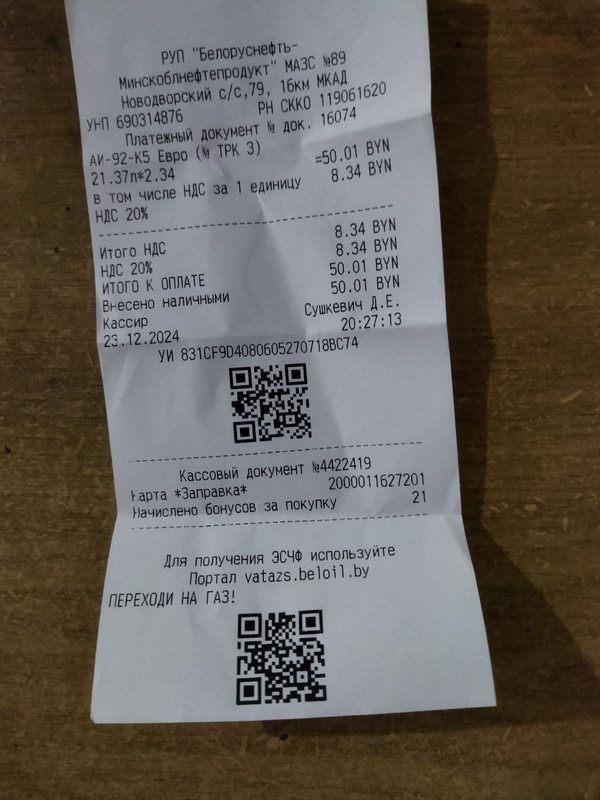 РУП "Белоруснефть-
Минскоблнефтепродукт" МАЗС №89
Новодворский с/с,79, 16км МКАД
УНП 690314876 РН СККО 119061620
Платежный документ № док. 16074
АИ-92-К5 Евро (№ ТРК 3)
21.37л*2.34 =50.01 BYN
в том числе НДС за 1 единицу 8.34 BYN
НДС 20%
Итого НДС 8.34 BYN
НДС 20% 8.34 BYN
ИТОГО К ОПЛАТЕ 50.01 BYN
Внесено наличными 50.01 BYN
Кассир Сушкевич Д.Е.
23.12.2024 20:27:13
УИ 831CF9D4080605270718BC74
Кассовый документ №4422419
Карта *Заправка* 2000011627201
Начислено бонусов за покупку 21
Для получения ЭСЧФ используйте
Портал vatazs.beloil.by
ПЕРЕХОДИ НА ГАЗ!